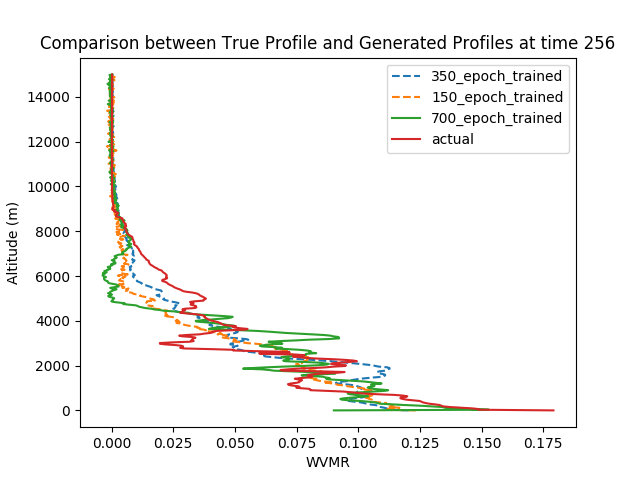 Comparison between True Profile and Generated Profiles at time 256
350_epoch_trained
150_epoch_trained
700_epoch_trained
actual
Altitude (m)
14000
12000
10000
8000
6000
4000
2000
0
0.000 0.025 0.050 0.075 0.100 0.125 0.150 0.175
WVMR